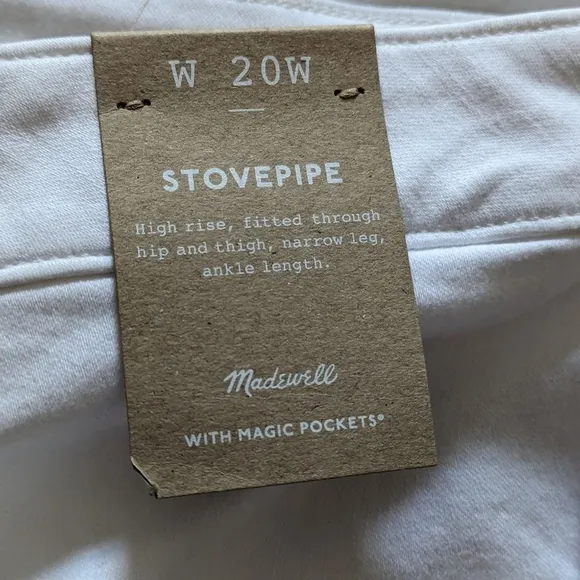 W 20W
STOVEPIPE
High rise, fitted through
hip and thigh, narrow leg,
ankle length.
Madewell
WITH MAGIC POCKETS®